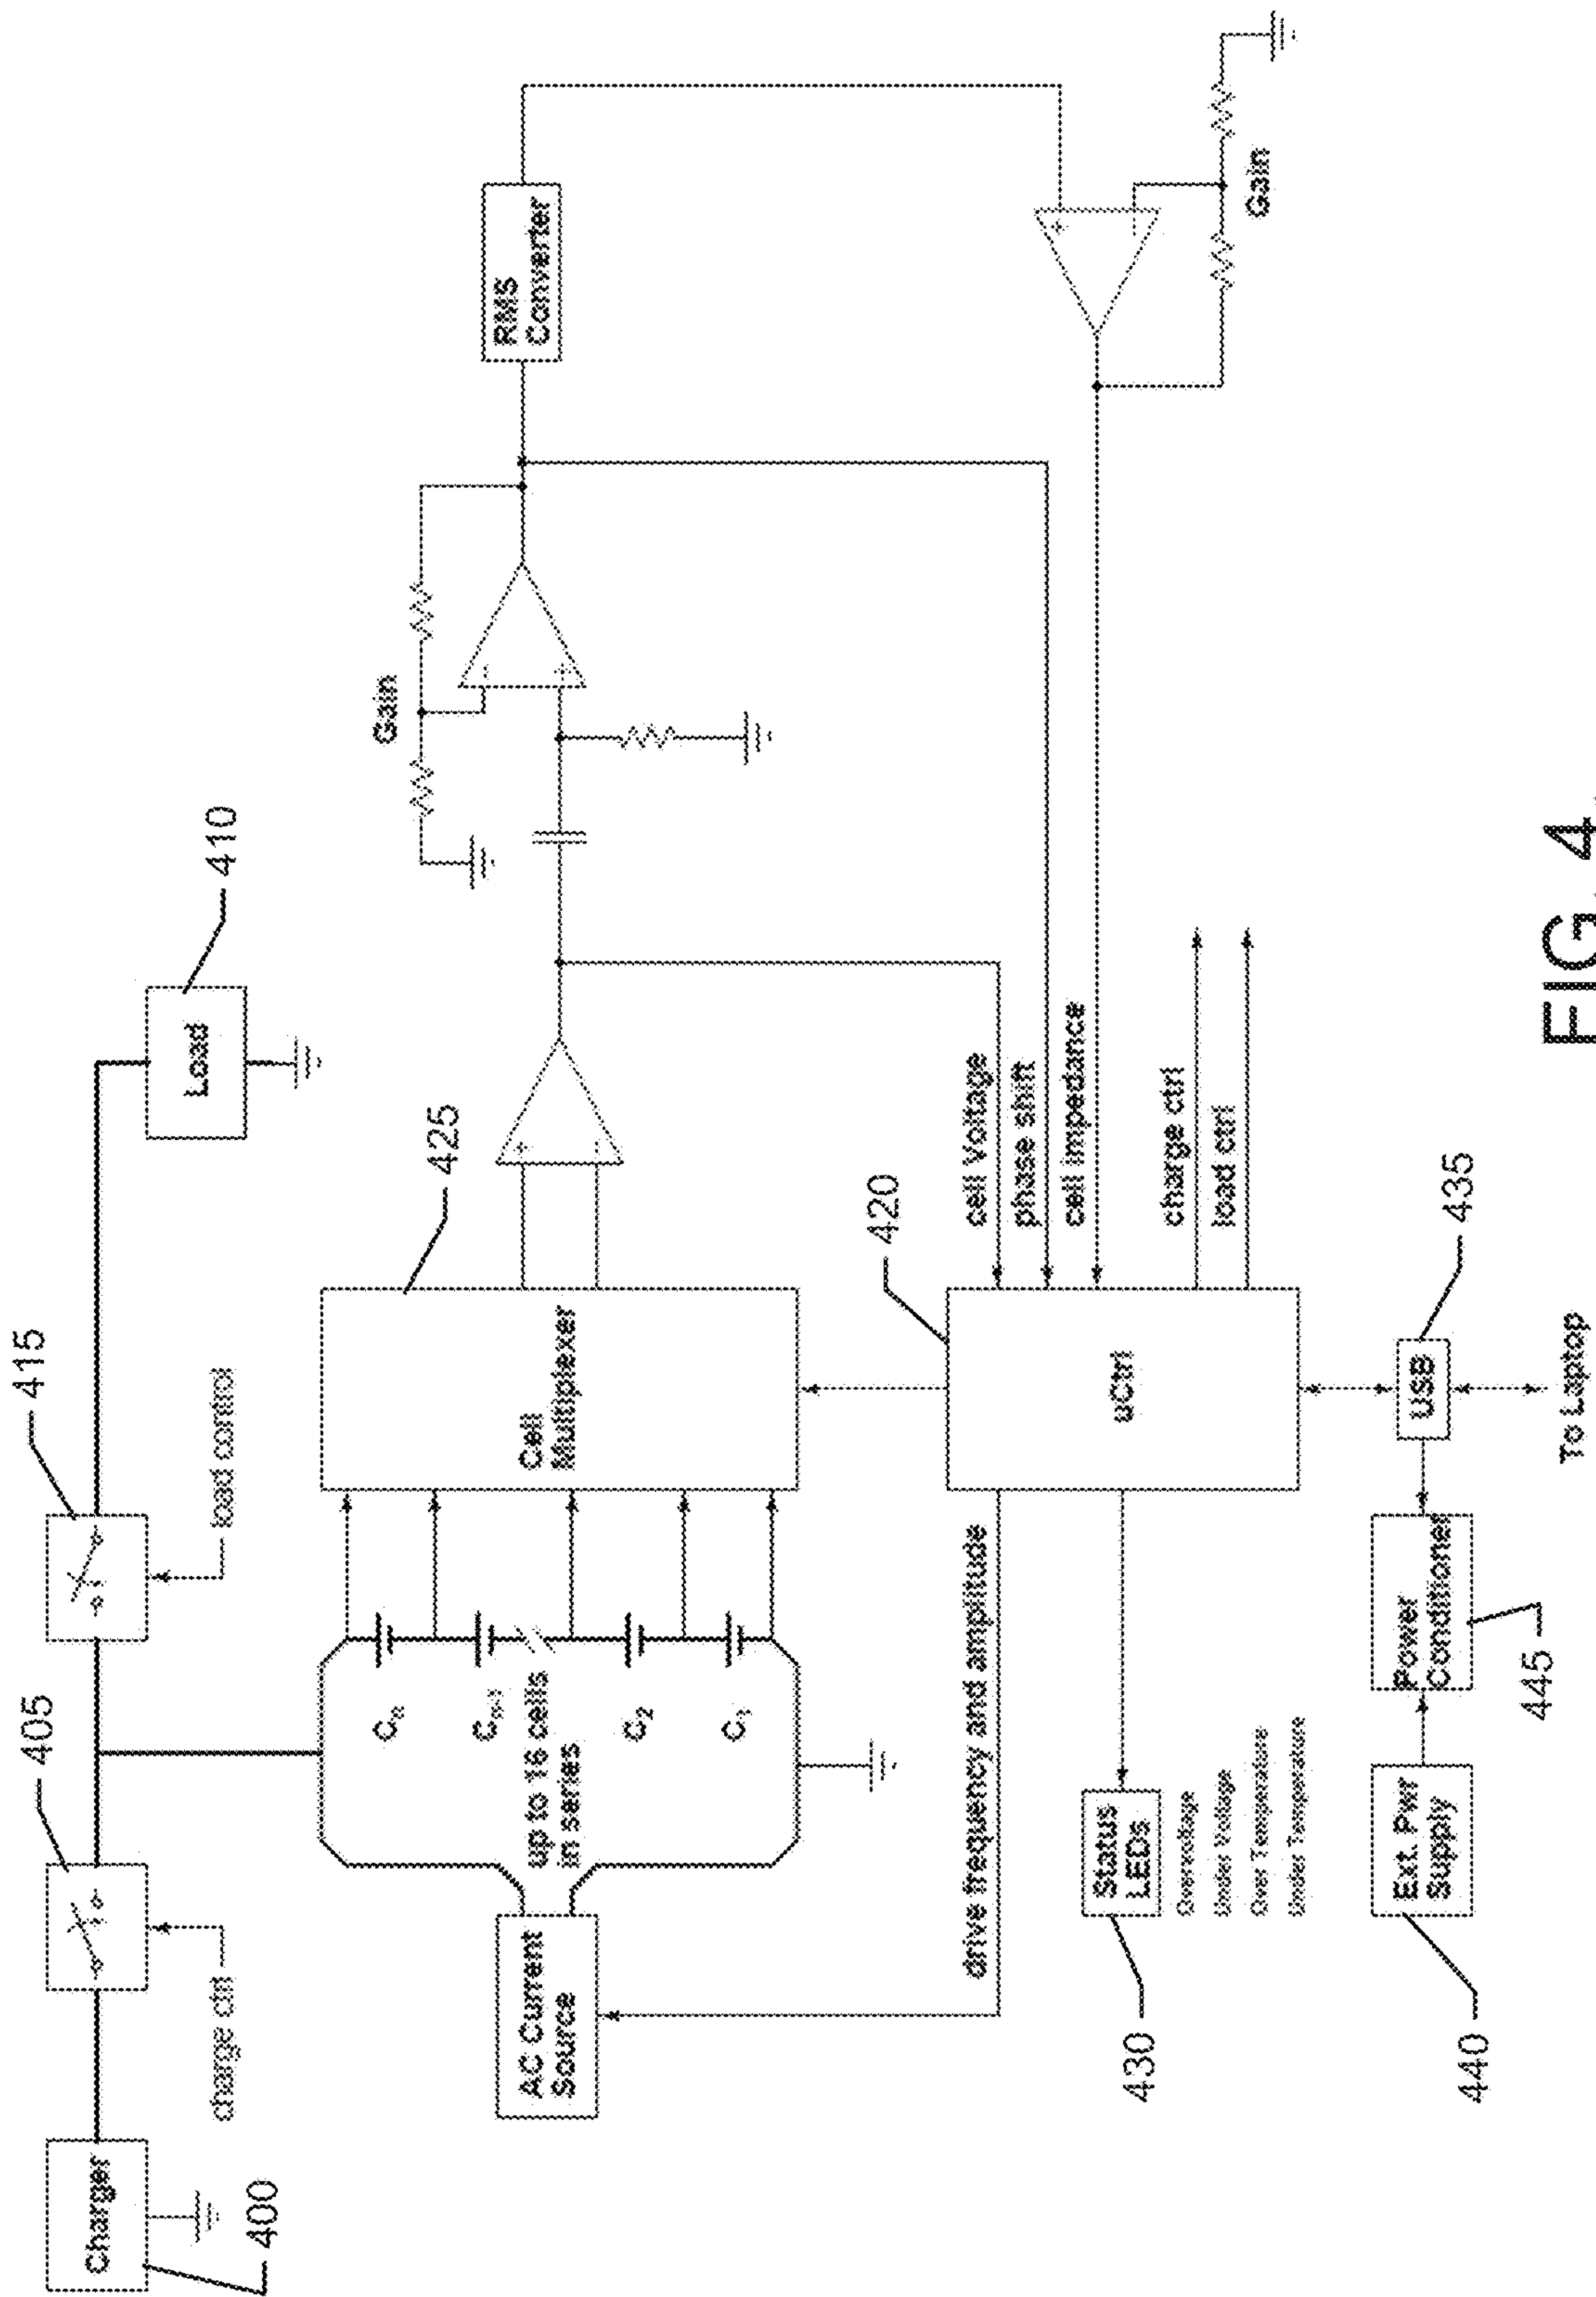 400
Charger
charge ctrl
405
415
load control
Load
410
AC Current
Source
Cn
Cn-1
up to 16 cells
in series
C2
C1
Cell
Multiplexer
425
+
−
Gain
−
+
RMS
Converter
drive frequency and amplitude
uCtrl
420
cell Voltage
phase shift
cell impedance
charge ctrl
load ctrl
+
−
Gain
430
Status
LEDs
Overvoltage
Under Voltage
Over Temperature
Under Temperature
440
Ext. Pwr
Supply
445
Power
Conditioner
USB
435
To Laptop
FIG. 4.